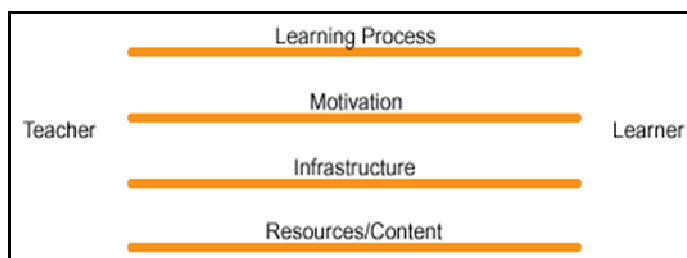 Learning Process
Motivation
Teacher
Learner
Infrastructure
Resources/Content